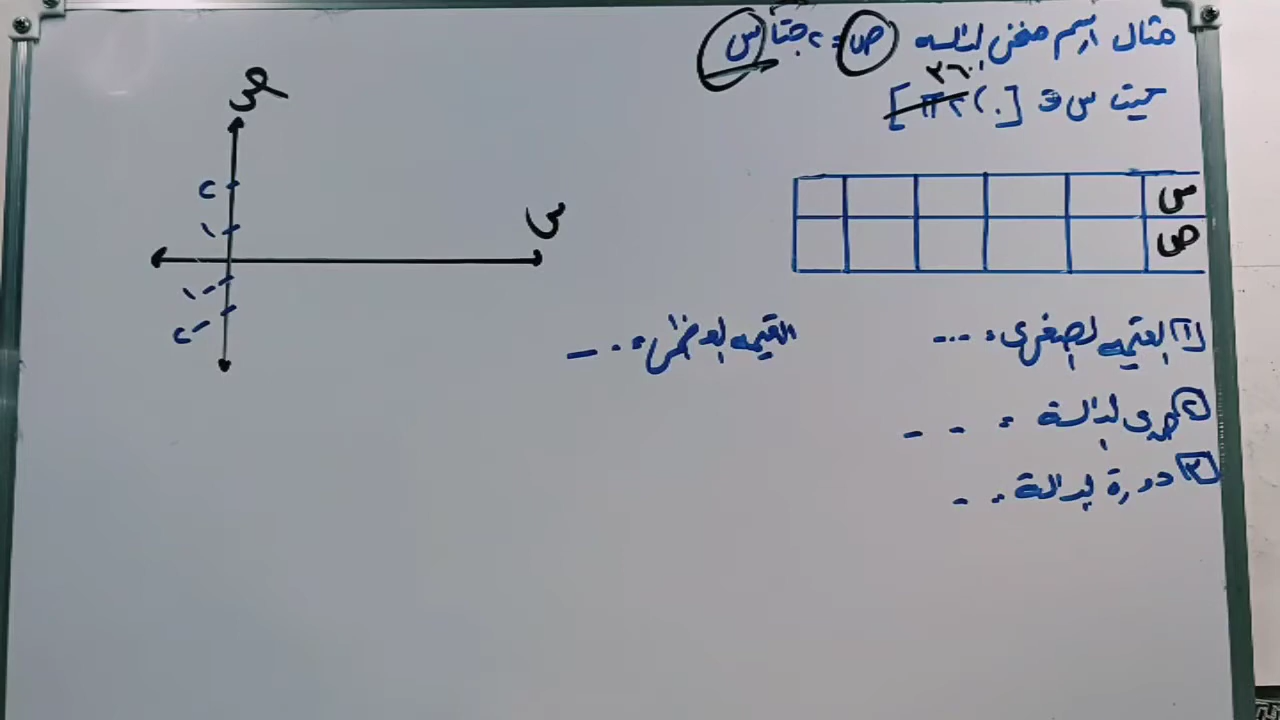 مثال ارسم منحنى الدالة ص = ٢ جتا س
حيث س ∈ [٠ ، ٢π] ٣٦٠
س
ص
١ القيمة الصغرى = ... القيمة العظمى = ...
٢ مدى الدالة = ...
٣ دورة الدالة = ..
ص
٢
١
س
-١
-٢